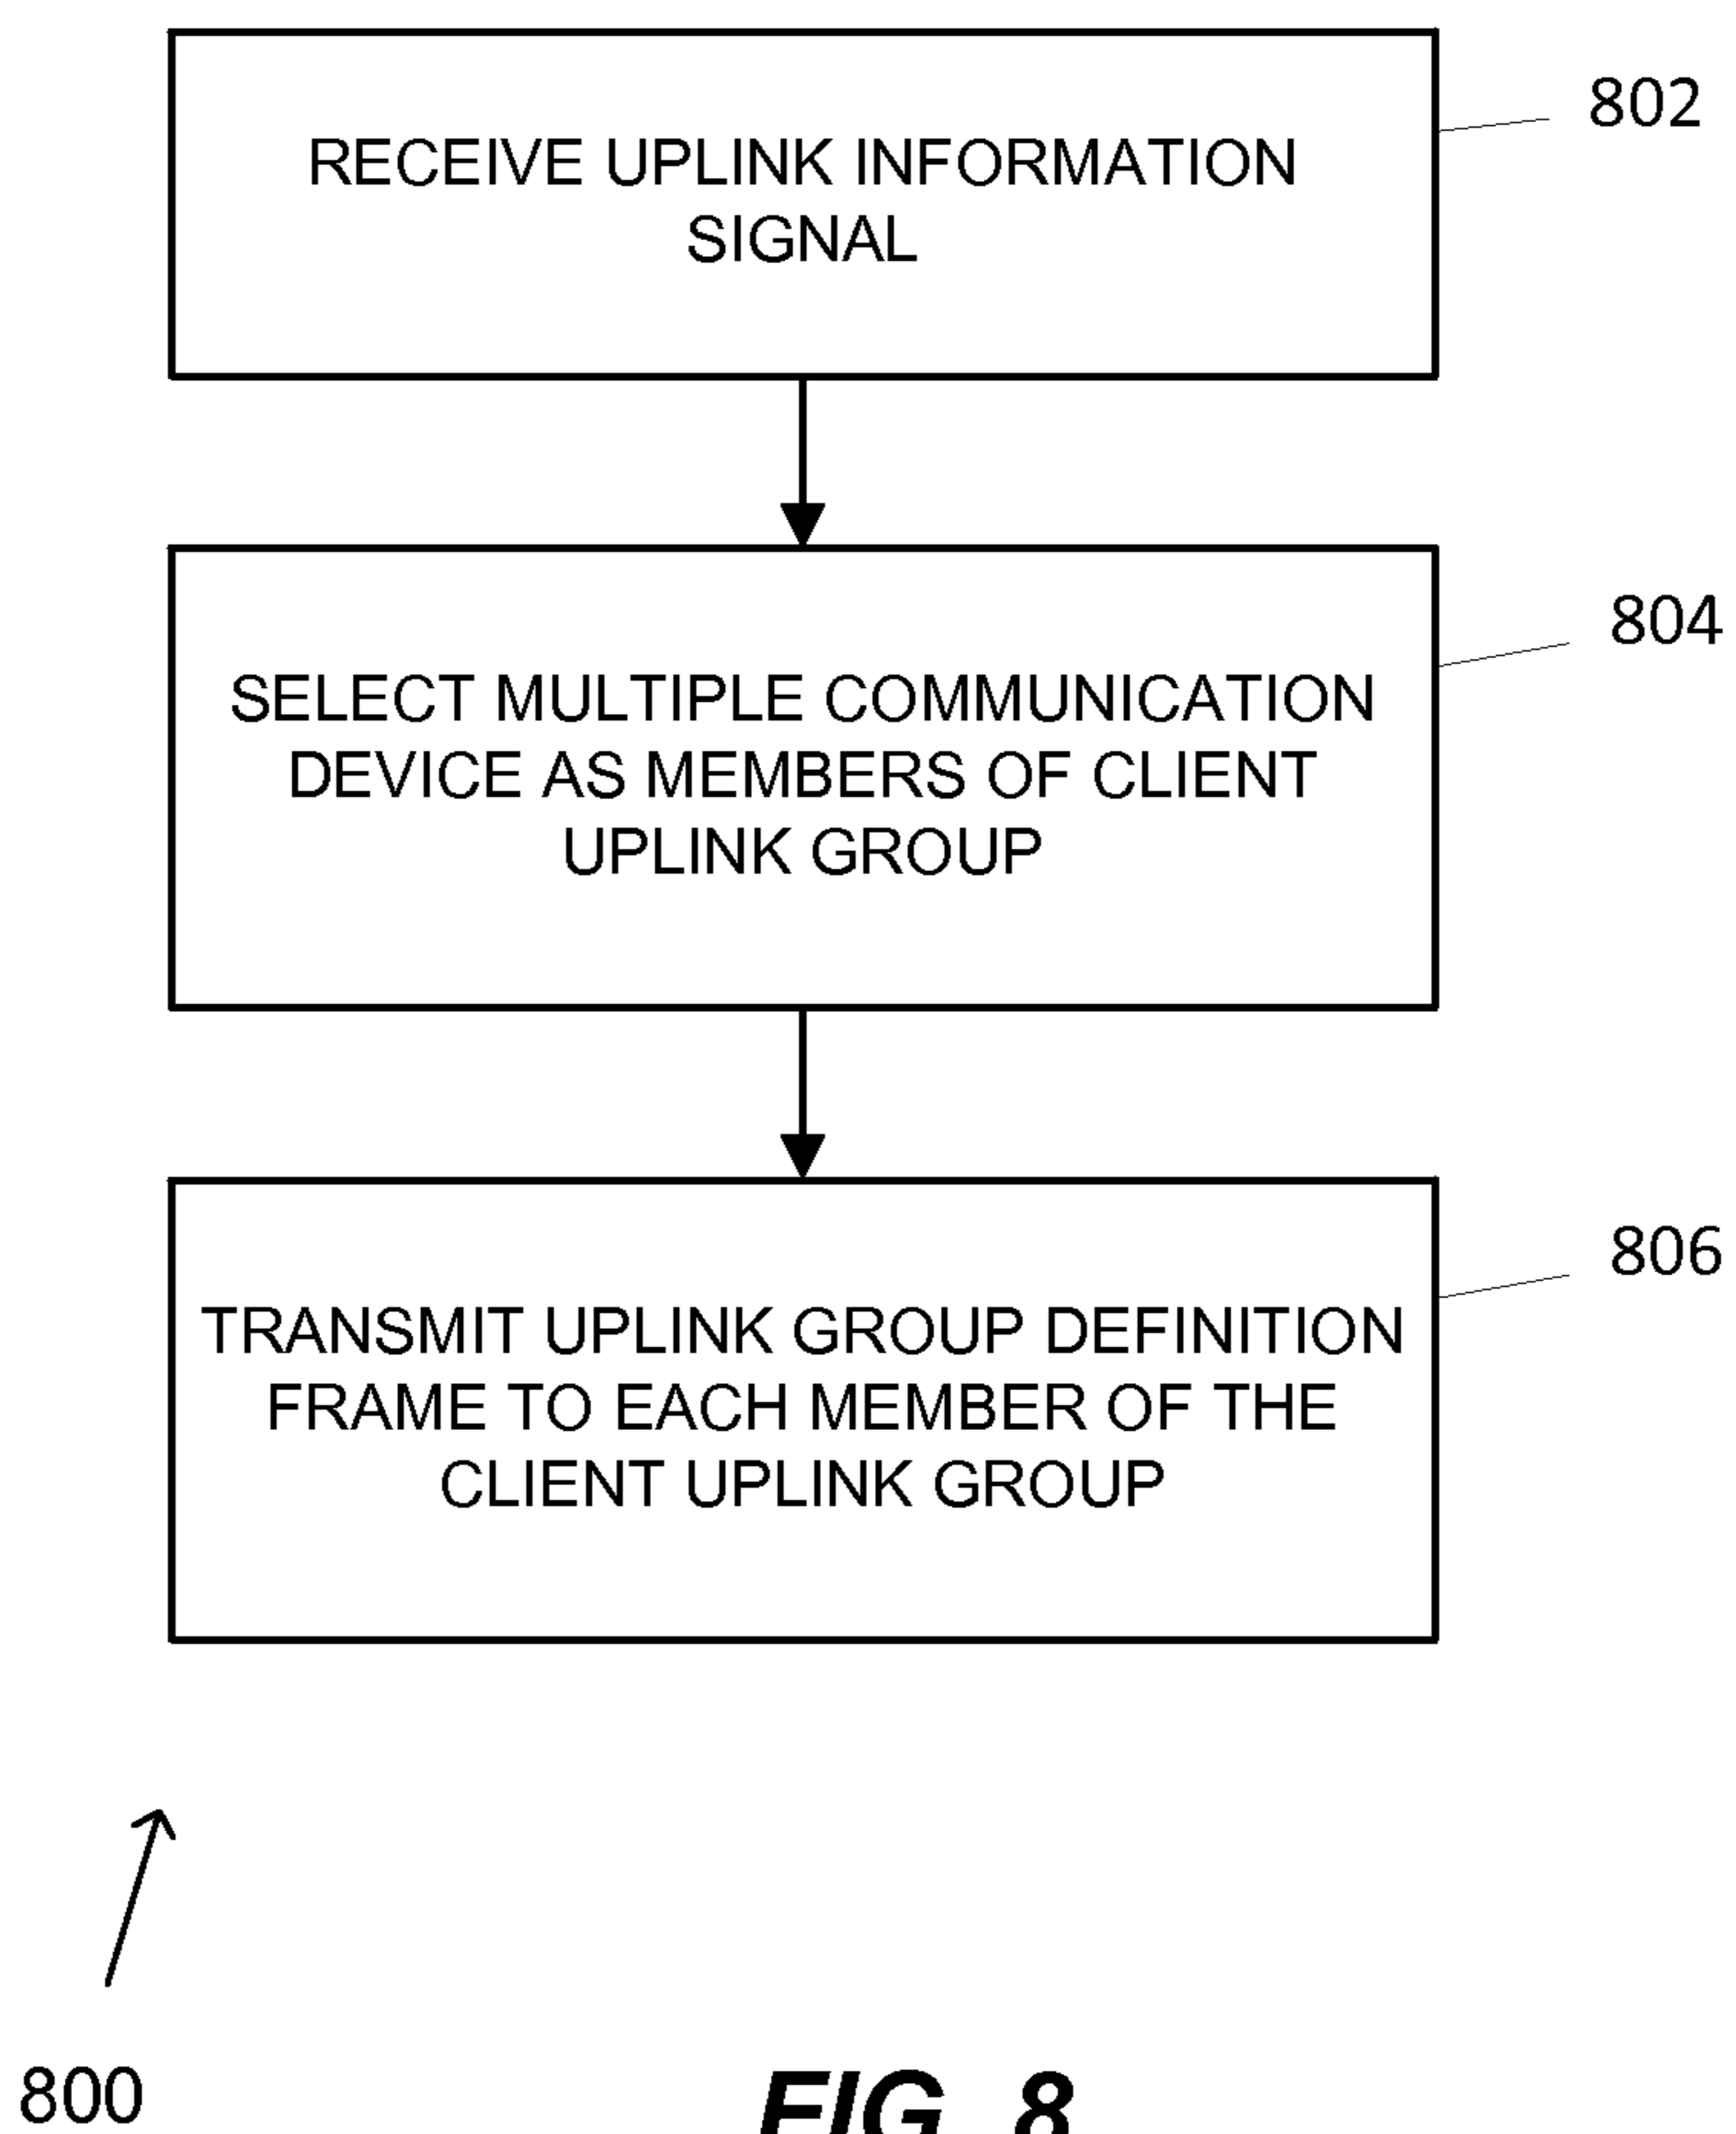 RECEIVE UPLINK INFORMATION
SIGNAL
802
SELECT MULTIPLE COMMUNICATION
DEVICE AS MEMBERS OF CLIENT
UPLINK GROUP
804
TRANSMIT UPLINK GROUP DEFINITION
FRAME TO EACH MEMBER OF THE
CLIENT UPLINK GROUP
806
800
FIG. 8